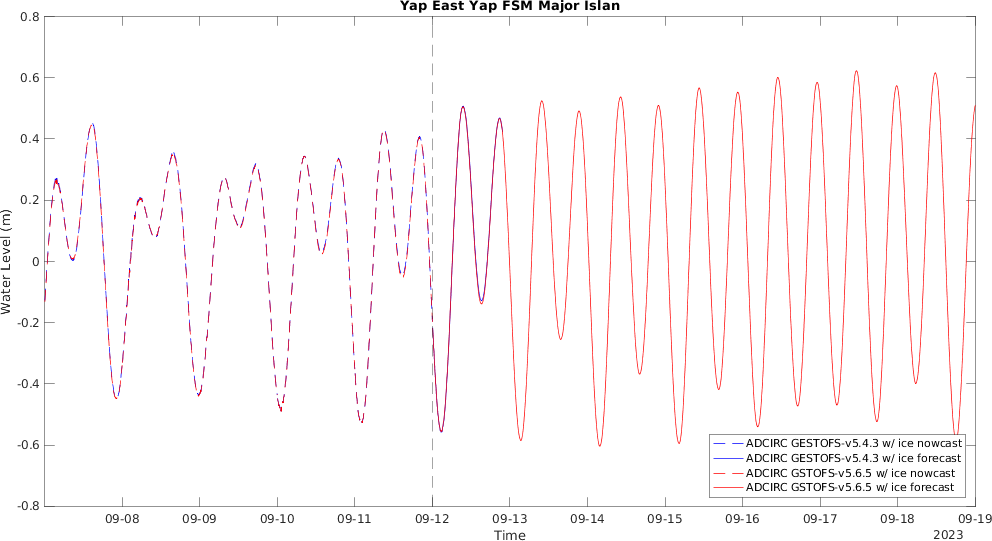 Yap East Yap FSM Major Islan
0.8
0.6
0.4
0.2
0
-0.2
-0.4
-0.6
-0.8
Water Level (m)
09-08 09-09 09-10 09-11 09-12 09-13 09-14 09-15 09-16 09-17 09-18 09-19
Time
2023
ADCIRC GESTOFS-v5.4.3 w/ ice nowcast
ADCIRC GESTOFS-v5.4.3 w/ ice forecast
ADCIRC GSTOFS-v5.6.5 w/ ice nowcast
ADCIRC GSTOFS-v5.6.5 w/ ice forecast